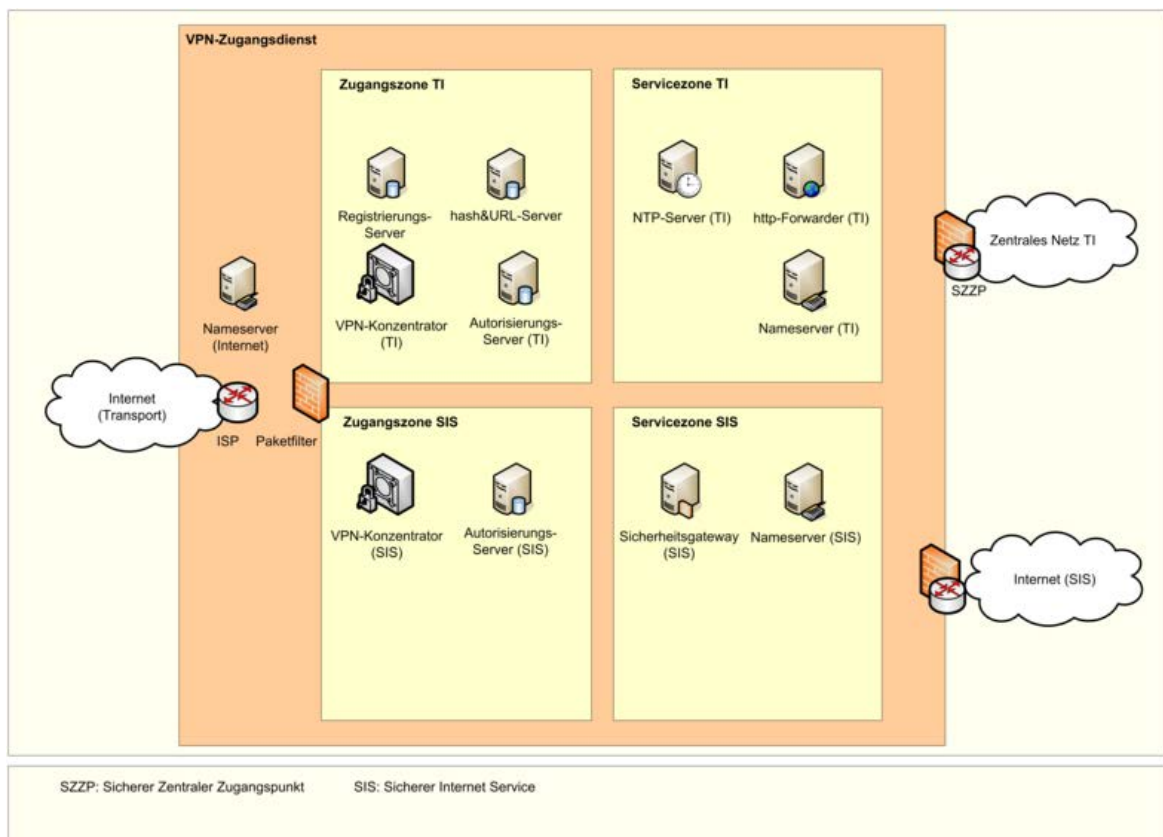 VPN-Zugangsdienst
Zugangszone TI
Registrierungs-
Server
hash&URL-Server
VPN-Konzentrator
(TI)
Autorisierungs-
Server (TI)
Servicezone TI
NTP-Server (TI)
http-Forwarder (TI)
Nameserver (TI)
Nameserver
(Internet)
Internet
(Transport)
ISP
Paketfilter
Zentrales Netz TI
SZZP
Zugangszone SIS
VPN-Konzentrator
(SIS)
Autorisierungs-
Server (SIS)
Servicezone SIS
Sicherheitsgateway
(SIS)
Nameserver (SIS)
Internet (SIS)
SZZP: Sicherer Zentraler Zugangspunkt
SIS: Sicherer Internet Service